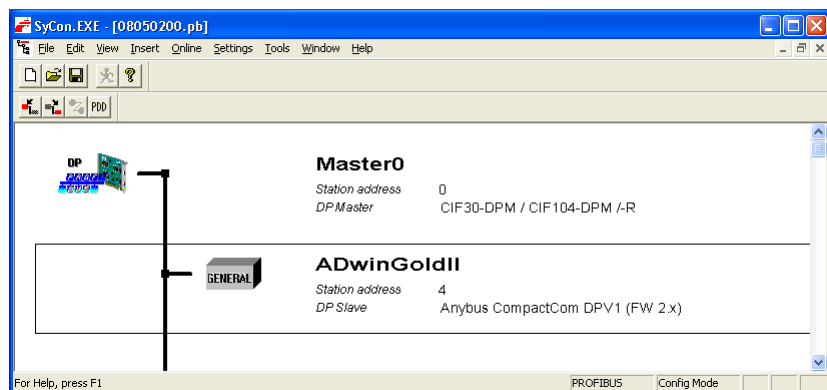 SyCon.EXE - [08050200.pb]
File Edit View Insert Online Settings Tools Window Help
PDD
DP
Master0
Station address 0
DP Master CIF30-DPM / CIF104-DPM /-R
GENERAL
ADwinGoldII
Station address 4
DP Slave Anybus CompactCom DPV1 (FW 2.x)
For Help, press F1 PROFIBUS Config Mode